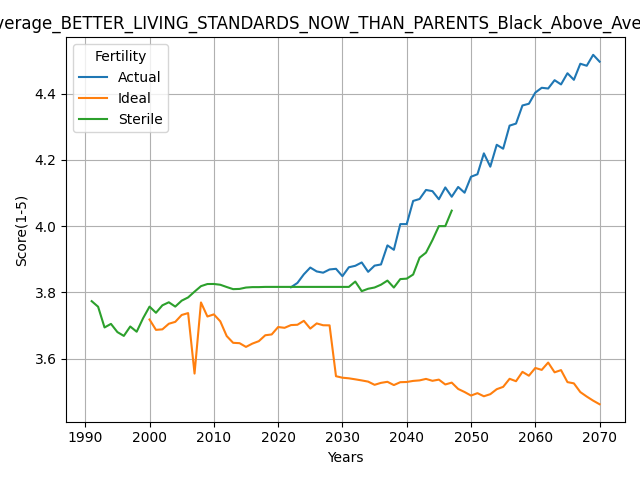 verage_BETTER_LIVING_STANDARDS_NOW_THAN_PARENTS_Black_Above_Ave
Fertility
Actual
Ideal
Sterile
Score(1-5)
4.4
4.2
4.0
3.8
3.6
1990 2000 2010 2020 2030 2040 2050 2060 2070
Years